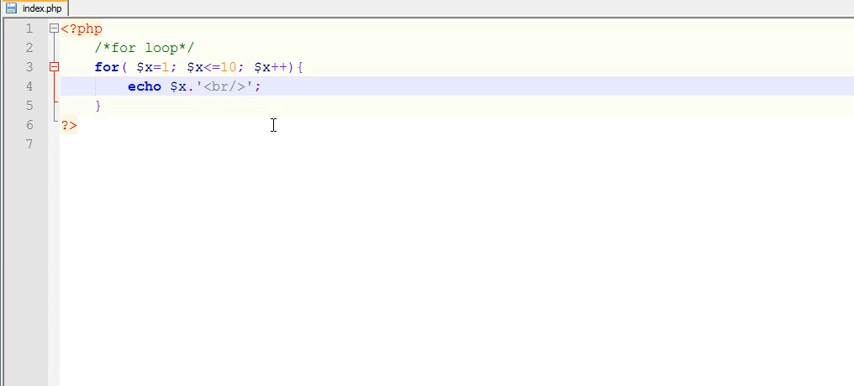 index.php
1 <?php
2 /*for loop*/
3 for( $x=1; $x<=10; $x++){
4 echo $x.'<br/>';
5 }
6 ?>
7